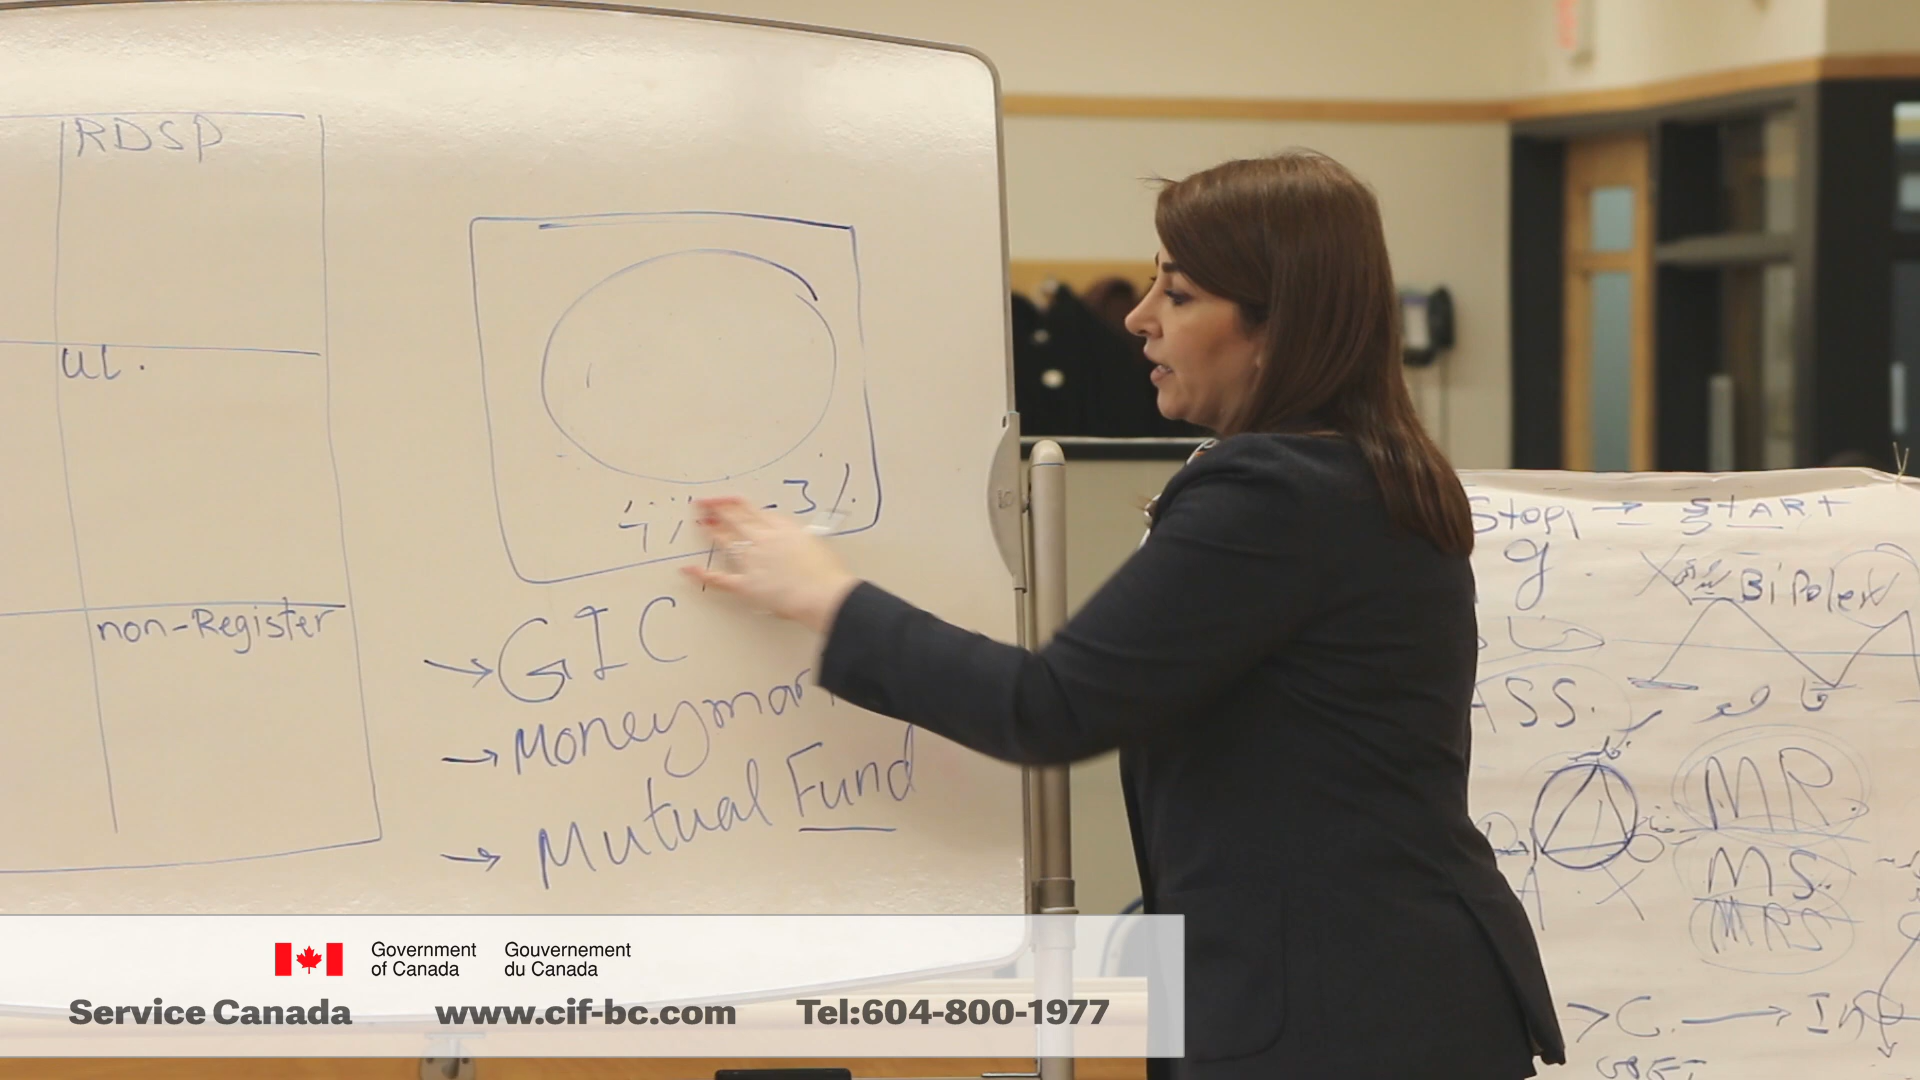 RDSP
UL.
non-Register
-3%
→ GIC
→ Moneymar
→ Mutual Fund
Stop → START
g
Bipoler
ASS.
MR.
MS.
MRS
C. → In
Government of Canada
Gouvernement du Canada
Service Canada www.cif-bc.com Tel:604-800-1977